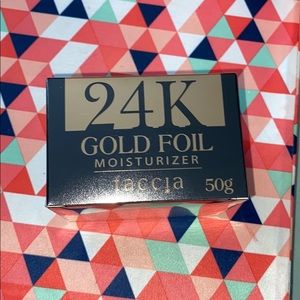 24K
GOLD FOIL
MOISTURIZER
faccia 50g